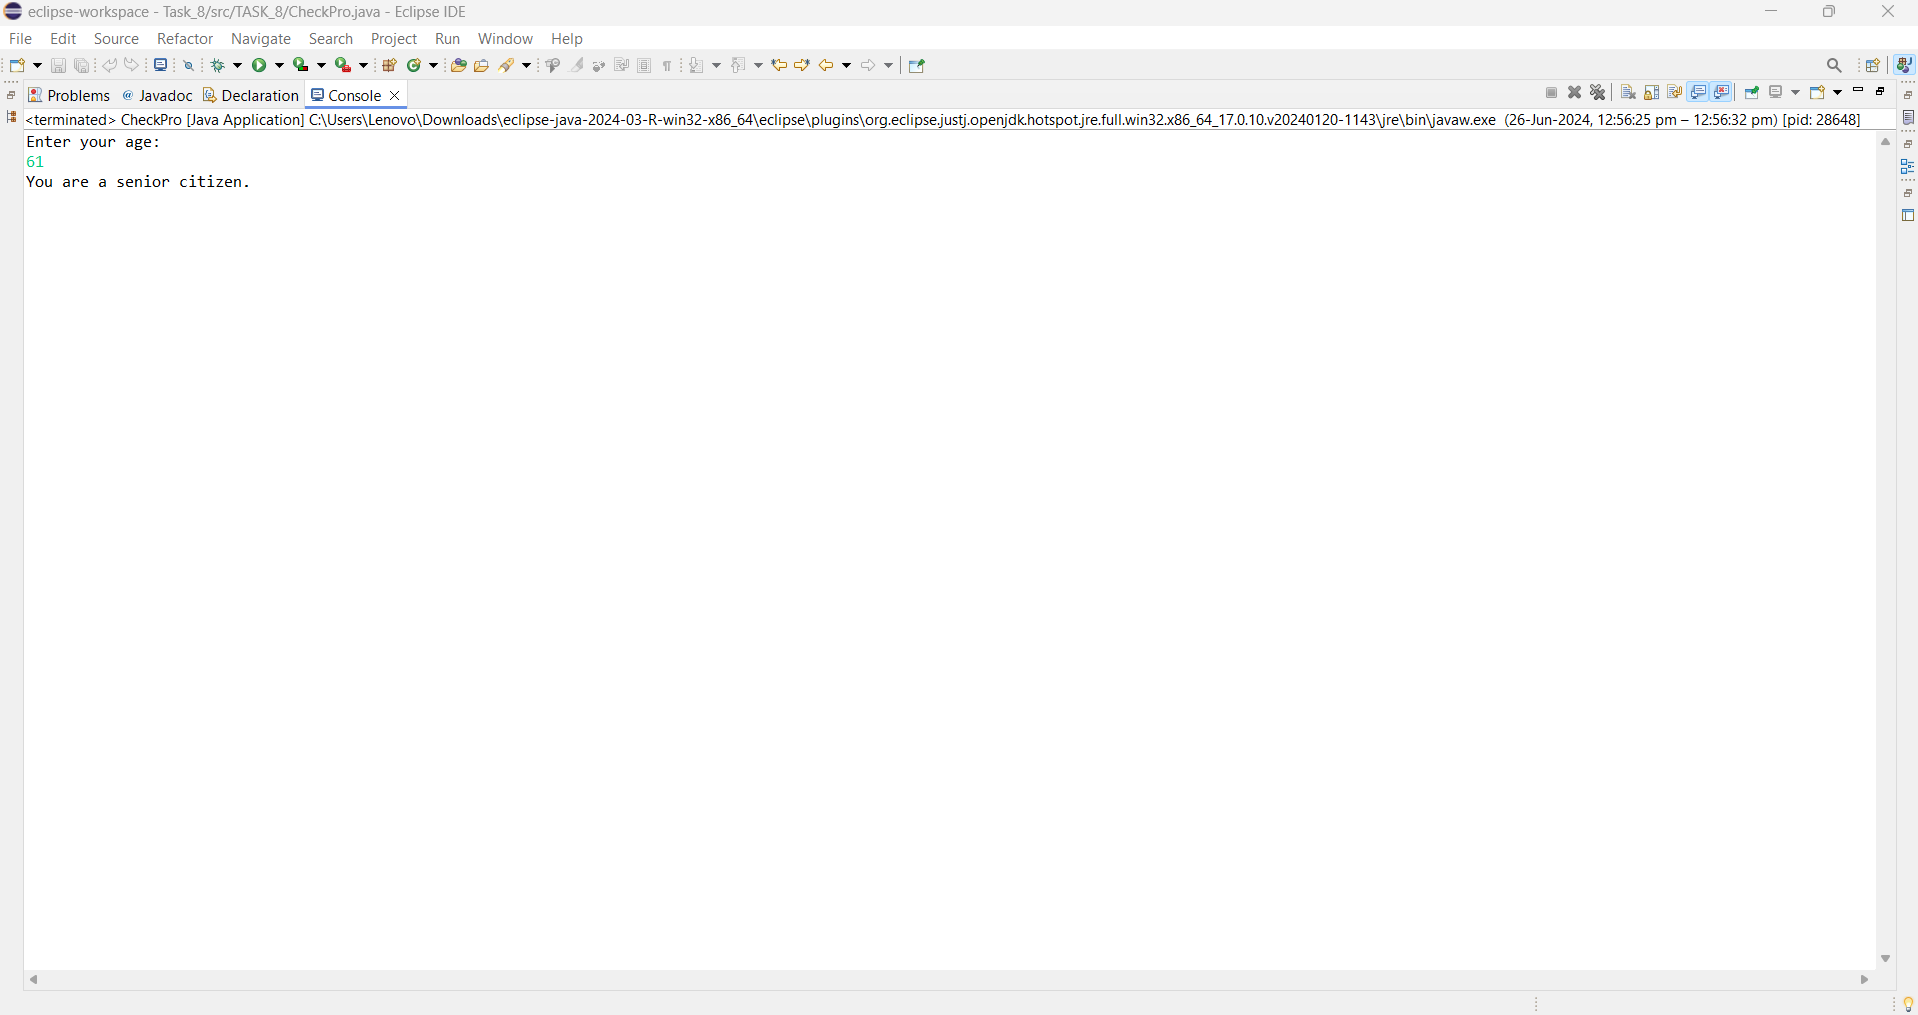 eclipse-workspace - Task_8/src/TASK_8/CheckPro.java - Eclipse IDE
File Edit Source Refactor Navigate Search Project Run Window Help
Problems @ Javadoc Declaration Console
<terminated> CheckPro [Java Application] C:\Users\Lenovo\Downloads\eclipse-java-2024-03-R-win32-x86_64\eclipse\plugins\org.eclipse.justj.openjdk.hotspot.jre.full.win32.x86_64_17.0.10.v20240120-1143\jre\bin\javaw.exe (26-Jun-2024, 12:56:25 pm – 12:56:32 pm) [pid: 28648]
Enter your age:
61
You are a senior citizen.